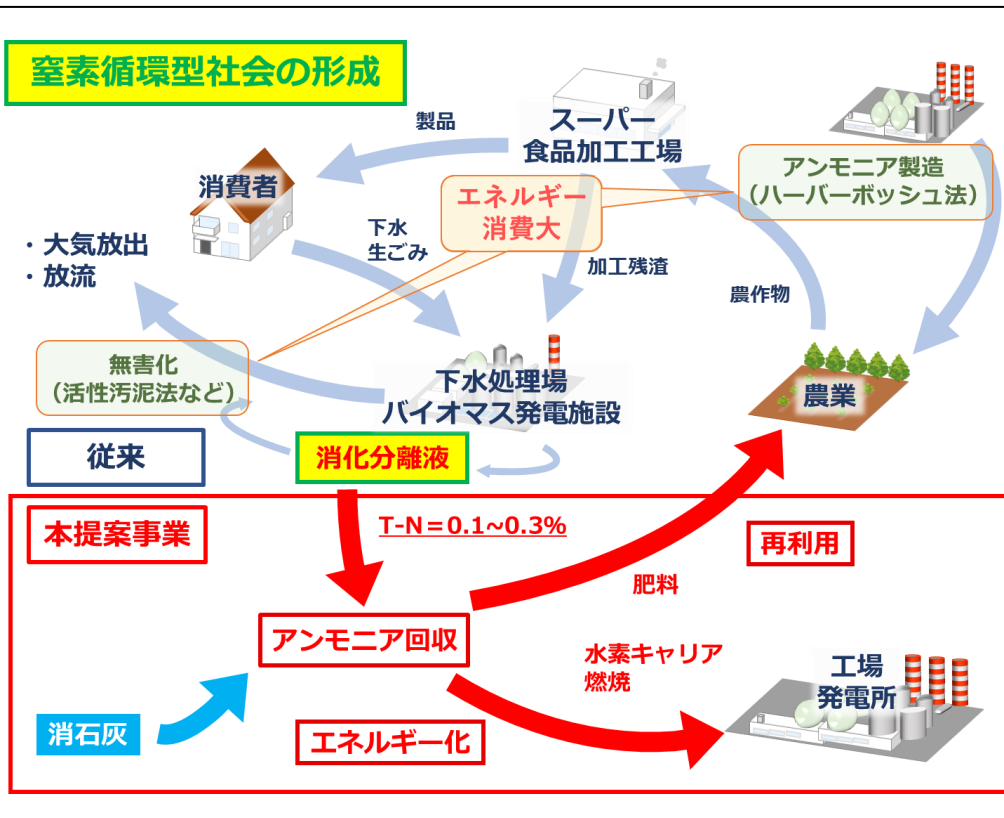 窒素循環型社会の形成
製品
スーパー
食品加工工場
アンモニア製造
（ハーバーボッシュ法）
消費者
エネルギー
消費大
下水
生ごみ
・大気放出
・放流
加工残渣
農作物
無害化
（活性汚泥法など）
下水処理場
バイオマス発電施設
農業
従来
消化分離液
本提案事業
T-N＝0.1~0.3%
再利用
肥料
アンモニア回収
水素キャリア
燃焼
工場
発電所
消石灰
エネルギー化